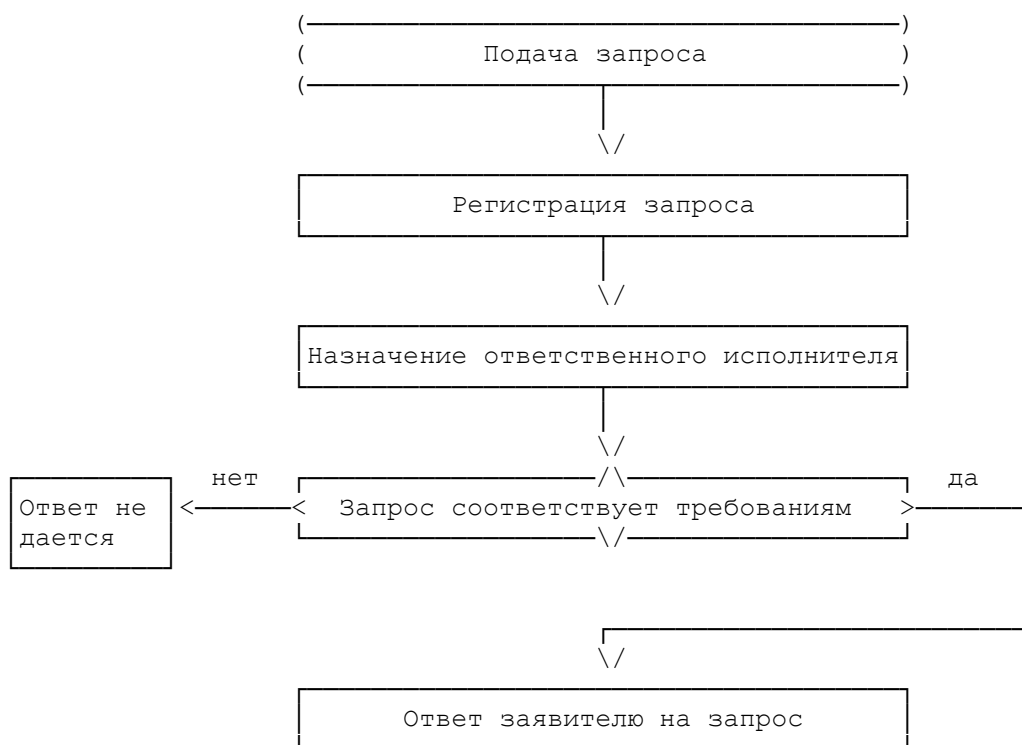 Подача запроса
Регистрация запроса
Назначение ответственного исполнителя
нет
да
Ответ не
дается
Запрос соответствует требованиям
Ответ заявителю на запрос